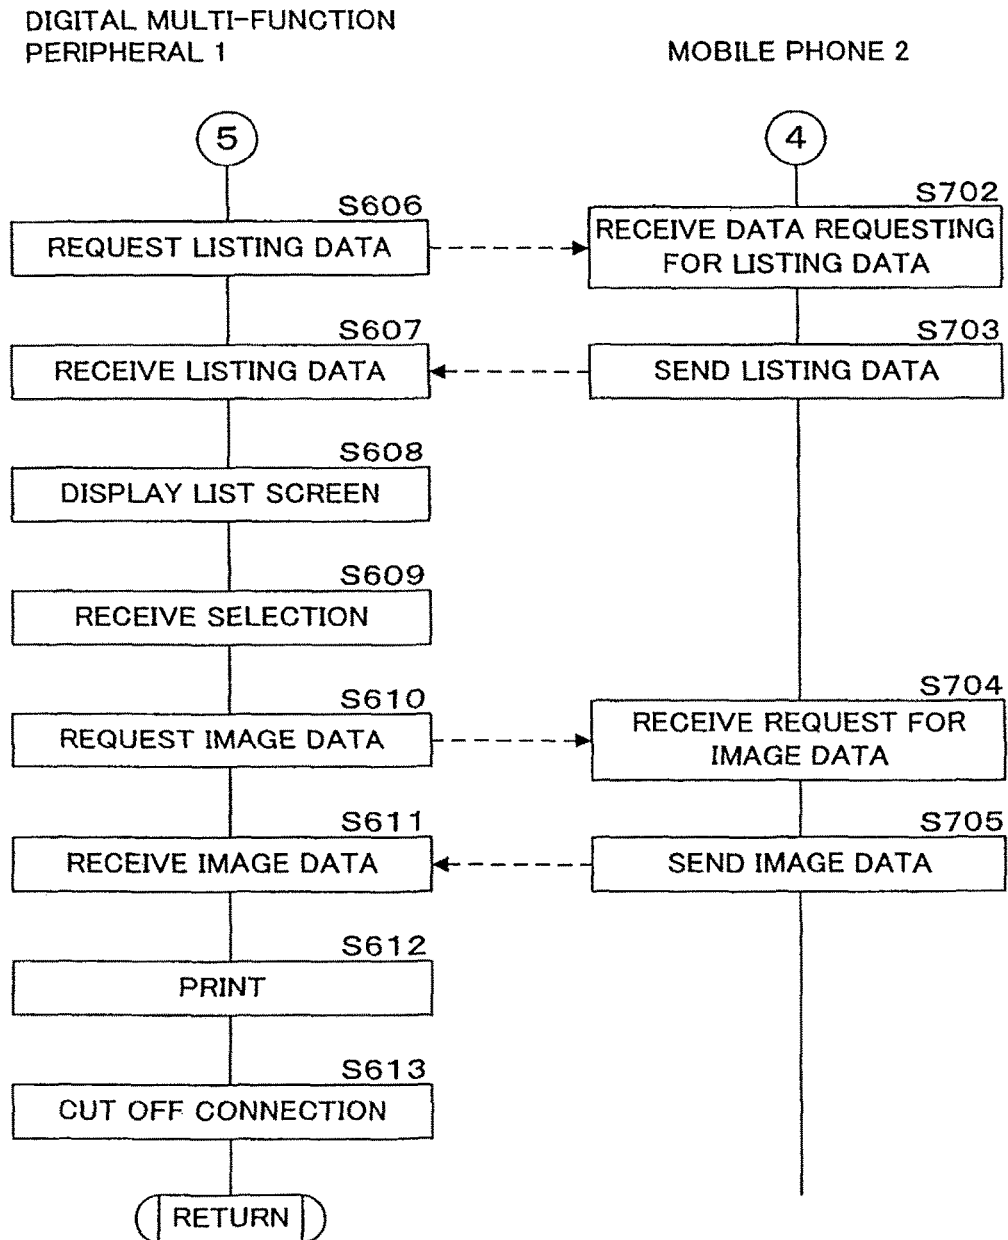 DIGITAL MULTI-FUNCTION
PERIPHERAL 1
MOBILE PHONE 2
5
4
S606
REQUEST LISTING DATA
S702
RECEIVE DATA REQUESTING
FOR LISTING DATA
S607
RECEIVE LISTING DATA
S703
SEND LISTING DATA
S608
DISPLAY LIST SCREEN
S609
RECEIVE SELECTION
S610
REQUEST IMAGE DATA
S704
RECEIVE REQUEST FOR
IMAGE DATA
S611
RECEIVE IMAGE DATA
S705
SEND IMAGE DATA
S612
PRINT
S613
CUT OFF CONNECTION
RETURN